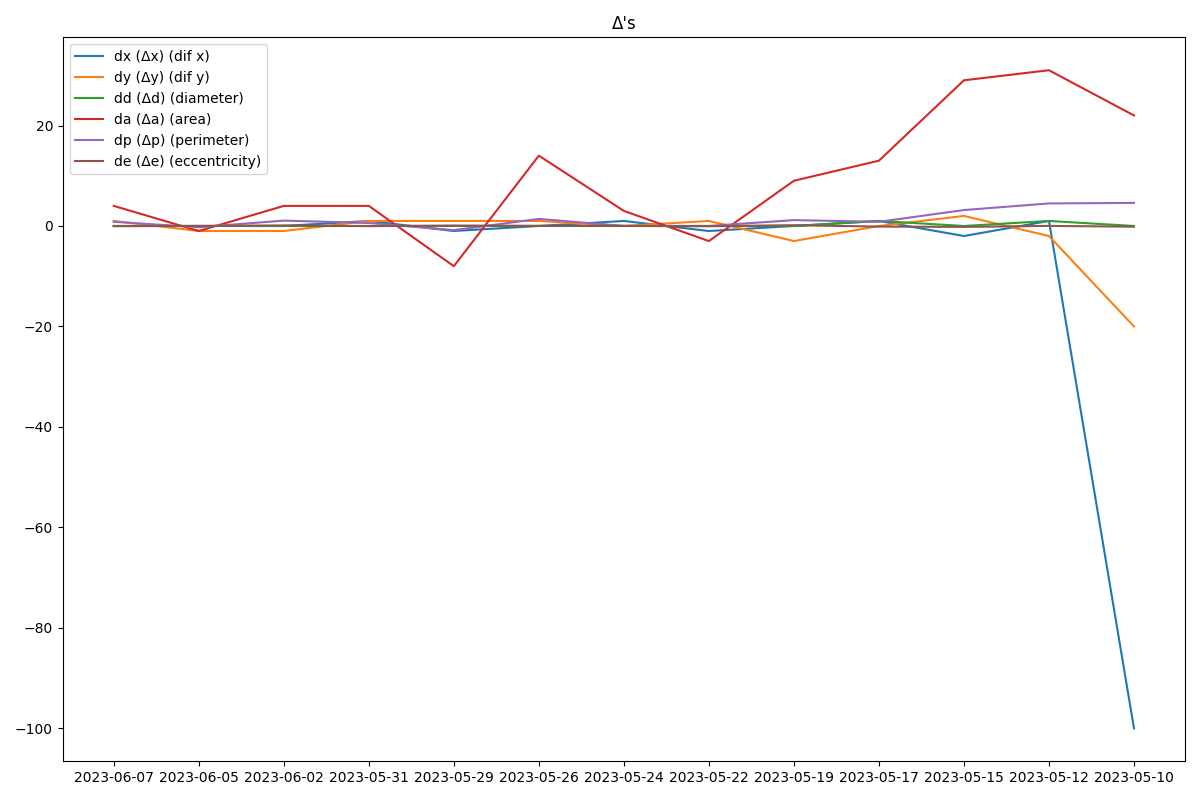 Δ's
dx (Δx) (dif x)
dy (Δy) (dif y)
dd (Δd) (diameter)
da (Δa) (area)
dp (Δp) (perimeter)
de (Δe) (eccentricity)
20
0
−20
−40
−60
−80
−100
2023-06-07 2023-06-05 2023-06-02 2023-05-31 2023-05-29 2023-05-26 2023-05-24 2023-05-22 2023-05-19 2023-05-17 2023-05-15 2023-05-12 2023-05-10